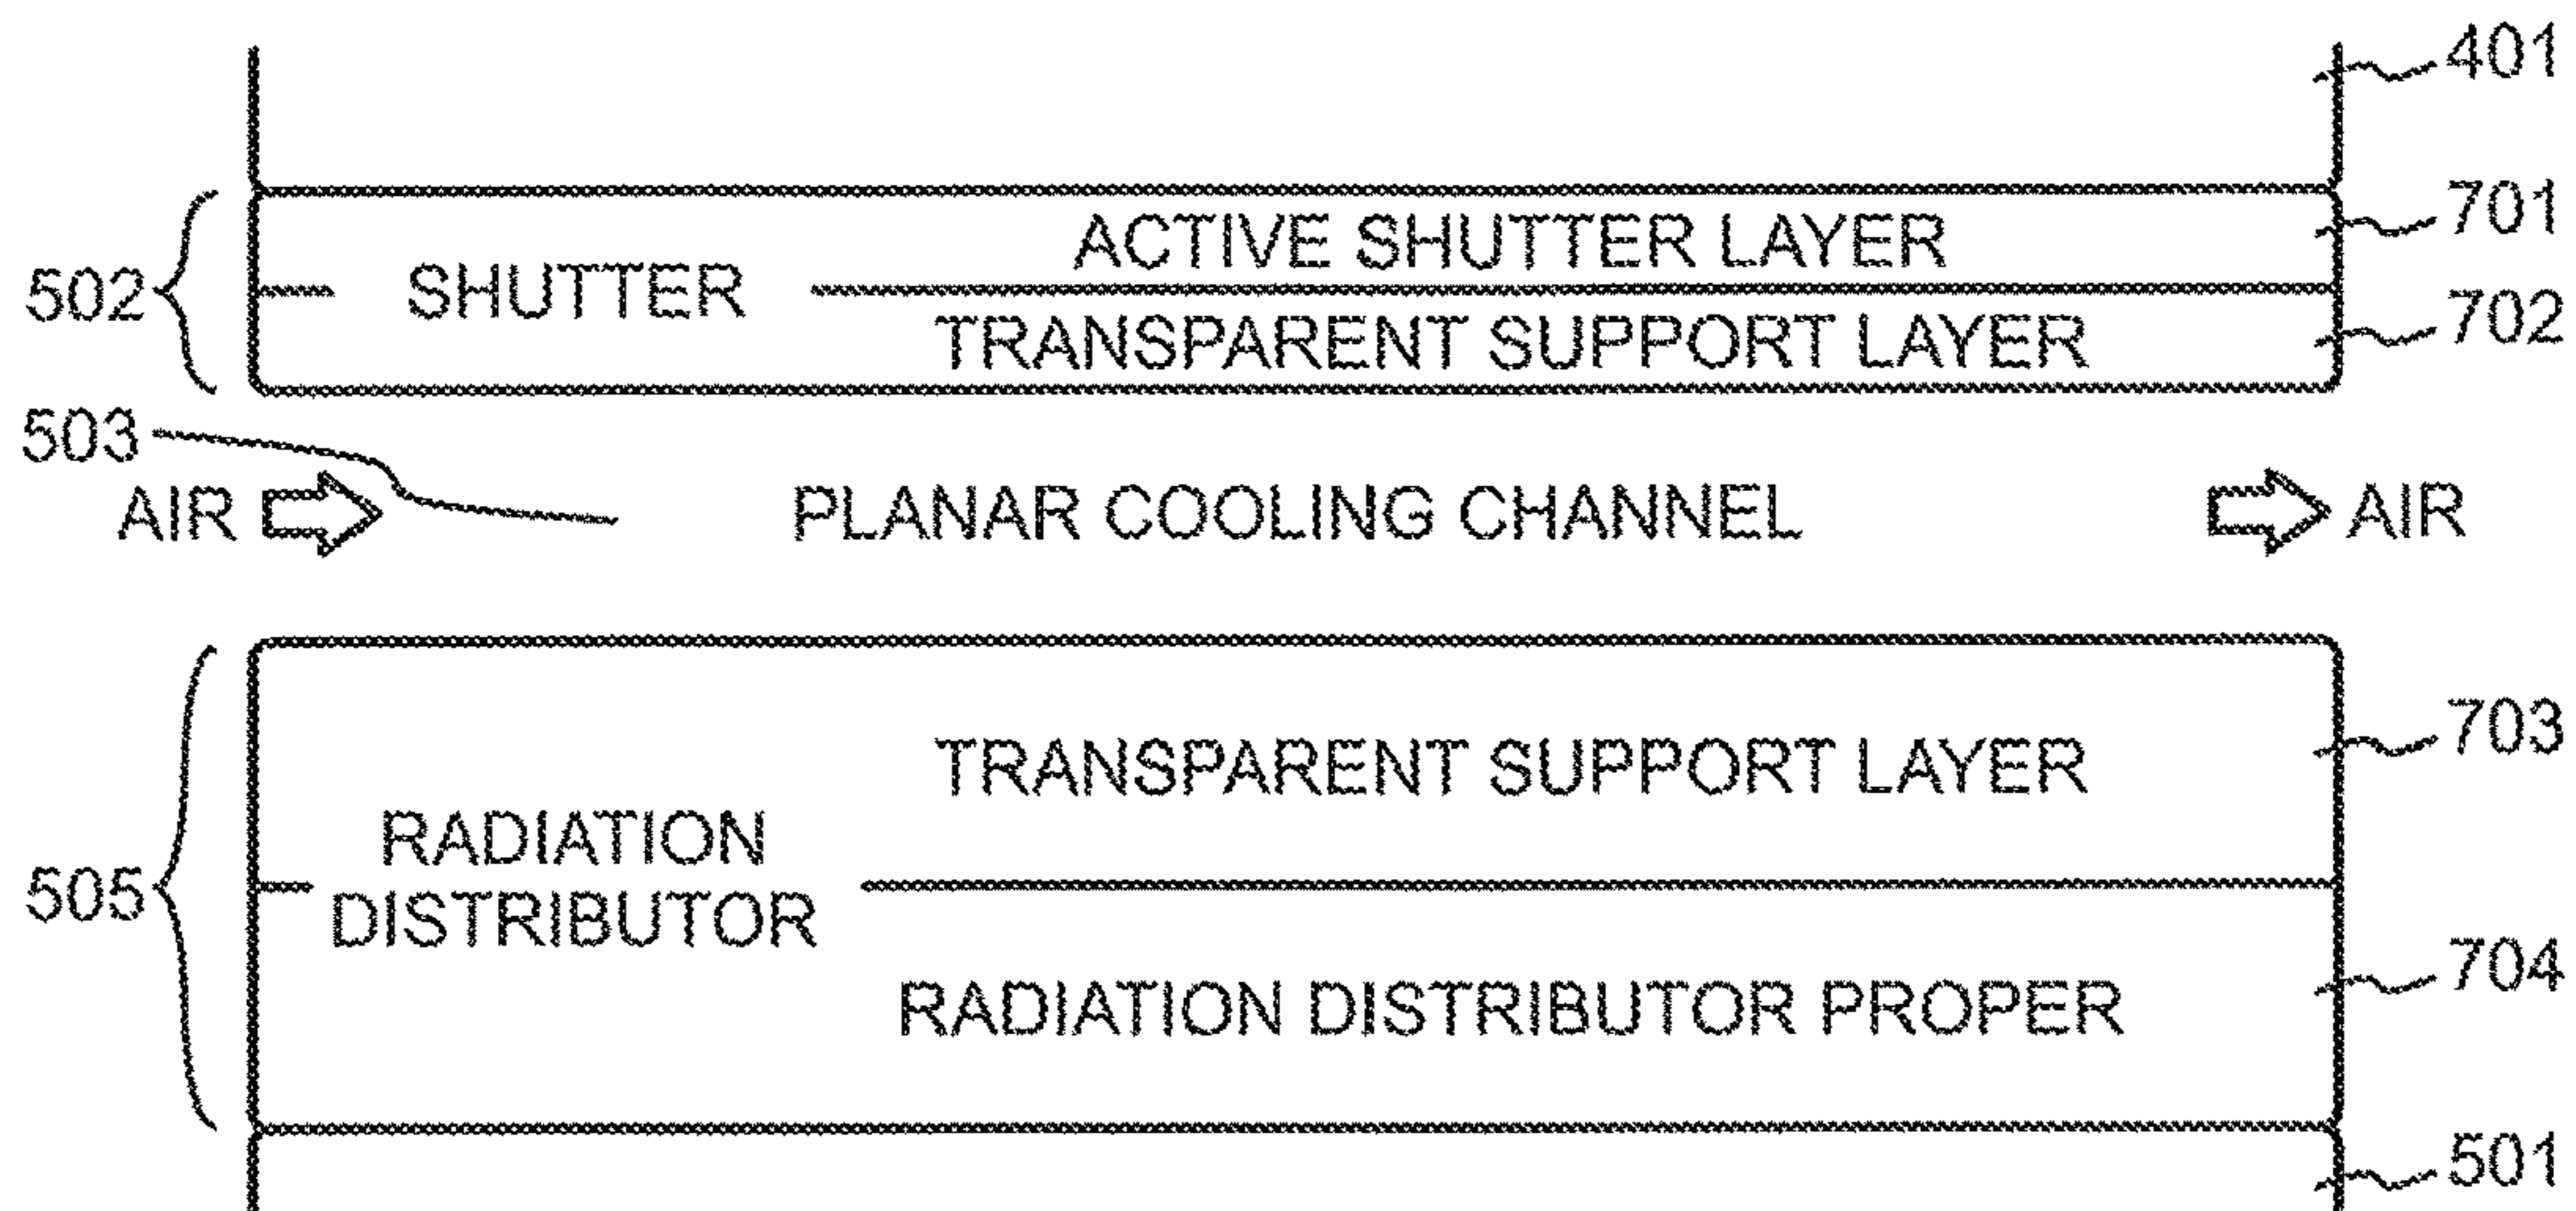 401
701
ACTIVE SHUTTER LAYER
502
SHUTTER
702
TRANSPARENT SUPPORT LAYER
503
AIR
PLANAR COOLING CHANNEL
AIR
703
TRANSPARENT SUPPORT LAYER
RADIATION
DISTRIBUTOR
505
704
RADIATION DISTRIBUTOR PROPER
501